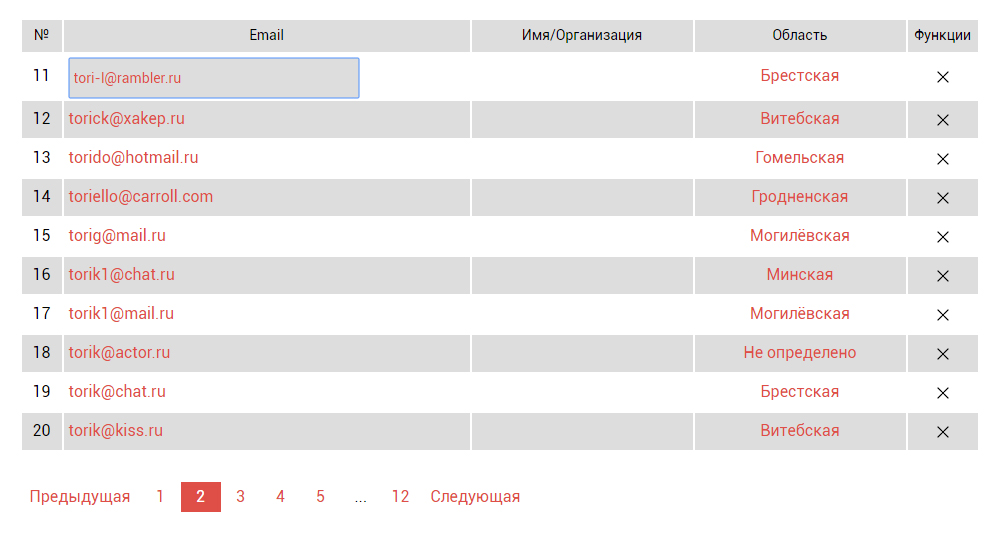 № Email Имя/Организация Область Функции
11 tori-l@rambler.ru Брестская
12 torick@xakep.ru Витебская
13 torido@hotmail.ru Гомельская
14 toriello@carroll.com Гродненская
15 torig@mail.ru Могилёвская
16 torik1@chat.ru Минская
17 torik1@mail.ru Могилёвская
18 torik@actor.ru Не определено
19 torik@chat.ru Брестская
20 torik@kiss.ru Витебская
Предыдущая 1 2 3 4 5 ... 12 Следующая